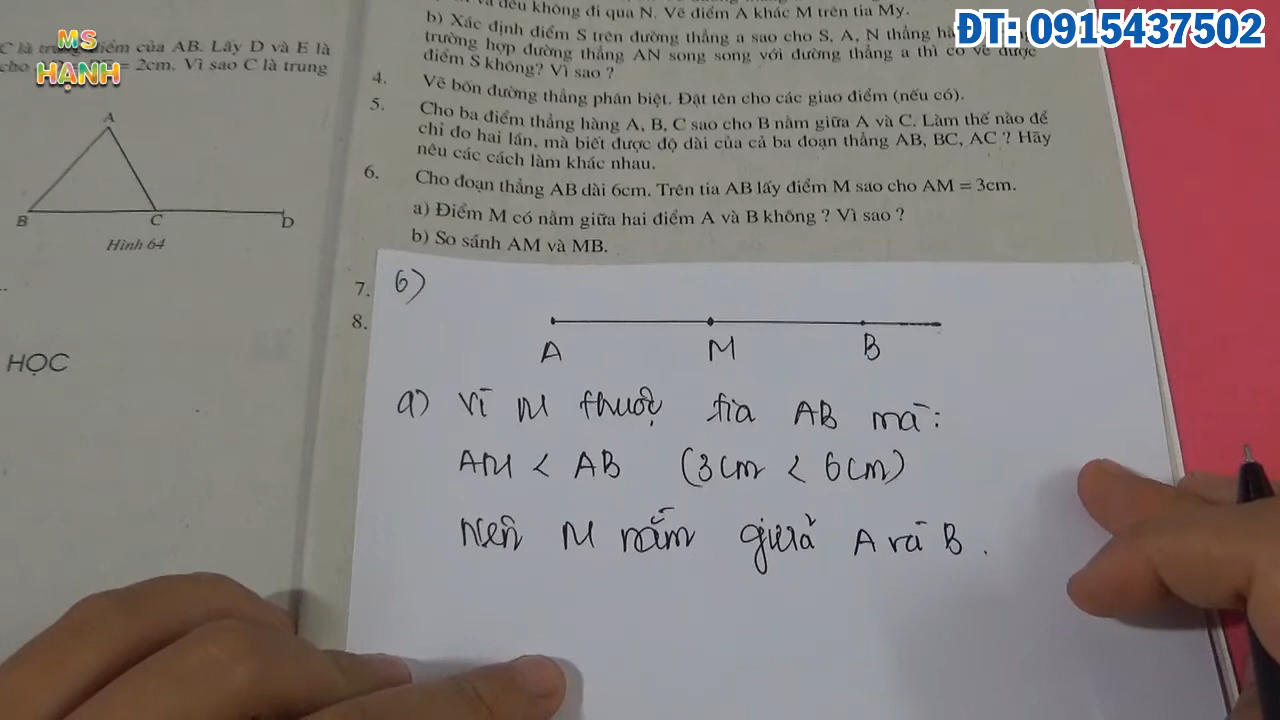 ĐT: 0915437502
MS
HẠNH
C là trung điểm của AB. Lấy D và E là
cho = 2cm. Vì sao C là trung
A
B
C
D
Hình 64
HỌC
và đều không đi qua N. Vẽ điểm A khác M trên tia My.
b) Xác định điểm S trên đường thẳng a sao cho S, A, N thẳng
trường hợp đường thẳng AN song song với đường thẳng a thì có vẽ được
điểm S không? Vì sao ?
4. Vẽ bốn đường thẳng phân biệt. Đặt tên cho các giao điểm (nếu có).
5. Cho ba điểm thẳng hàng A, B, C sao cho B nằm giữa A và C. Làm thế nào để
chỉ đo hai lần, mà biết được độ dài của cả ba đoạn thẳng AB, BC, AC ? Hãy
nêu các cách làm khác nhau.
6. Cho đoạn thẳng AB dài 6cm. Trên tia AB lấy điểm M sao cho AM = 3cm.
a) Điểm M có nằm giữa hai điểm A và B không ? Vì sao ?
b) So sánh AM và MB.
7.
8.
6)
A M B
a) Vì M thuộc tia AB mà:
AM < AB (3cm < 6cm)
Nên M nằm giữa A và B.